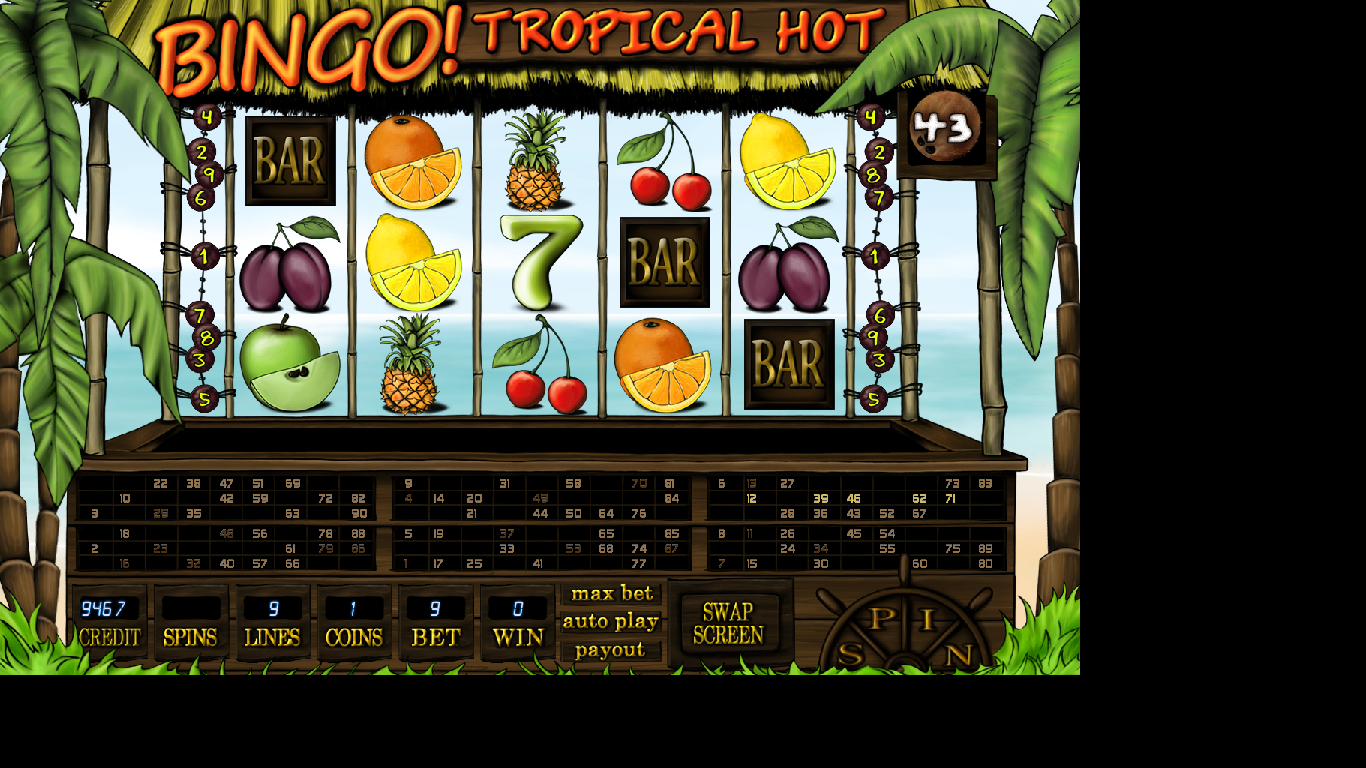 BINGO! TROPICAL HOT
43
4 4
2 2
9 8
6 7
1 1
7 6
8 9
3 3
5 5
BAR
7
BAR
BAR
22 38 47 51 69
10 42 59 72 82
3 35 63 90
9 31 58 70 81
4 14 20 49 84
21 44 50 64 76
6 13 27 73 83
12 39 46 62 71
28 36 43 52 67
18 48 56 78 88
2 23 61 79
16 32 40 57 66
5 19 37 65 85
33 53 68 74 87
1 17 25 41 77
8 11 26 45 54
24 34 55 75 89
7 15 30 60 80
9467 9 1 9 0
CREDIT SPINS LINES COINS BET WIN
max bet
auto play
payout
SWAP
SCREEN
SPIN